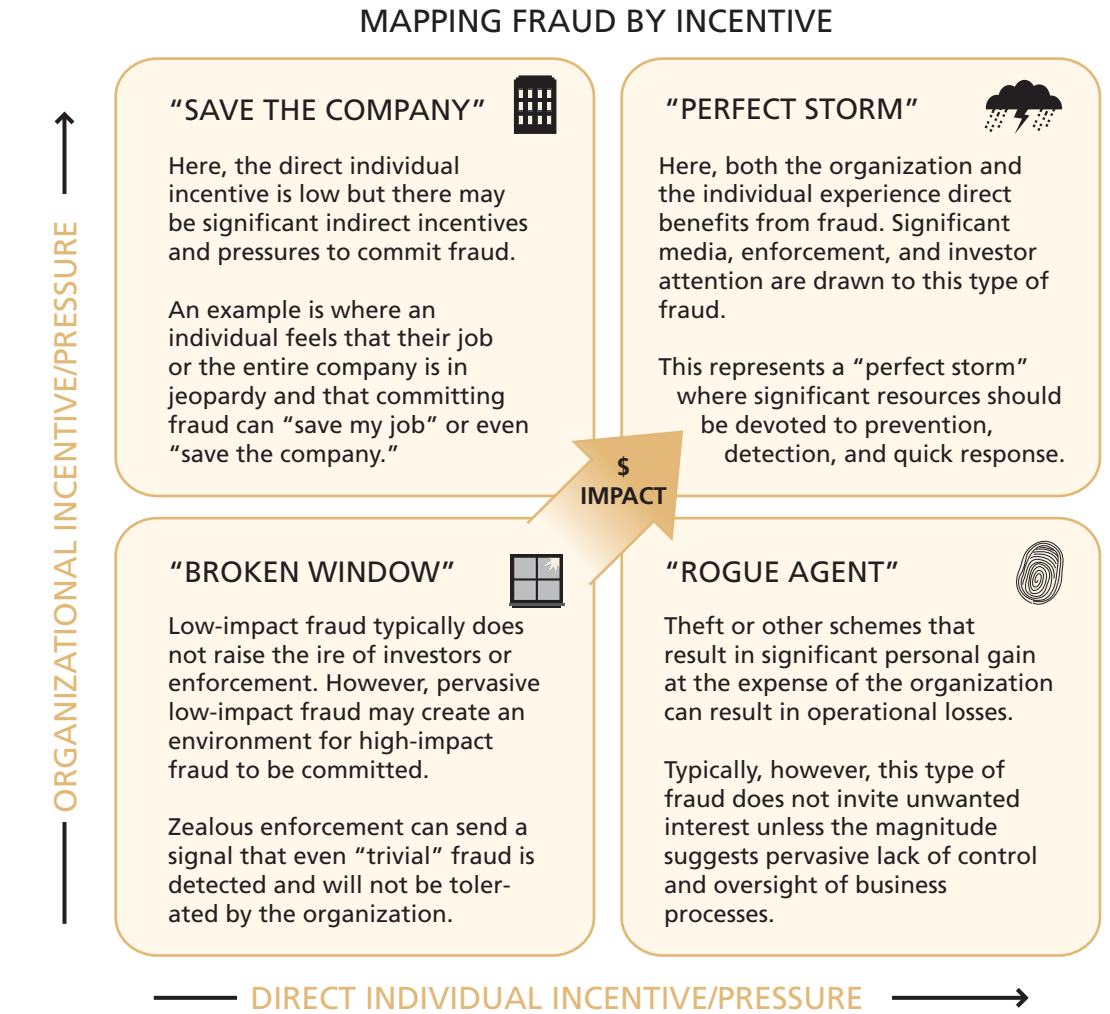 MAPPING FRAUD BY INCENTIVE
ORGANIZATIONAL INCENTIVE/PRESSURE
“SAVE THE COMPANY”
Here, the direct individual
incentive is low but there may
be significant indirect incentives
and pressures to commit fraud.
An example is where an
individual feels that their job
or the entire company is in
jeopardy and that committing
fraud can “save my job” or even
“save the company.”
“PERFECT STORM”
Here, both the organization and
the individual experience direct
benefits from fraud. Significant
media, enforcement, and investor
attention are drawn to this type of
fraud.
This represents a “perfect storm”
where significant resources should
be devoted to prevention,
detection, and quick response.
$
IMPACT
“BROKEN WINDOW”
Low-impact fraud typically does
not raise the ire of investors or
enforcement. However, pervasive
low-impact fraud may create an
environment for high-impact
fraud to be committed.
Zealous enforcement can send a
signal that even “trivial” fraud is
detected and will not be toler-
ated by the organization.
“ROGUE AGENT”
Theft or other schemes that
result in significant personal gain
at the expense of the organization
can result in operational losses.
Typically, however, this type of
fraud does not invite unwanted
interest unless the magnitude
suggests pervasive lack of control
and oversight of business
processes.
DIRECT INDIVIDUAL INCENTIVE/PRESSURE